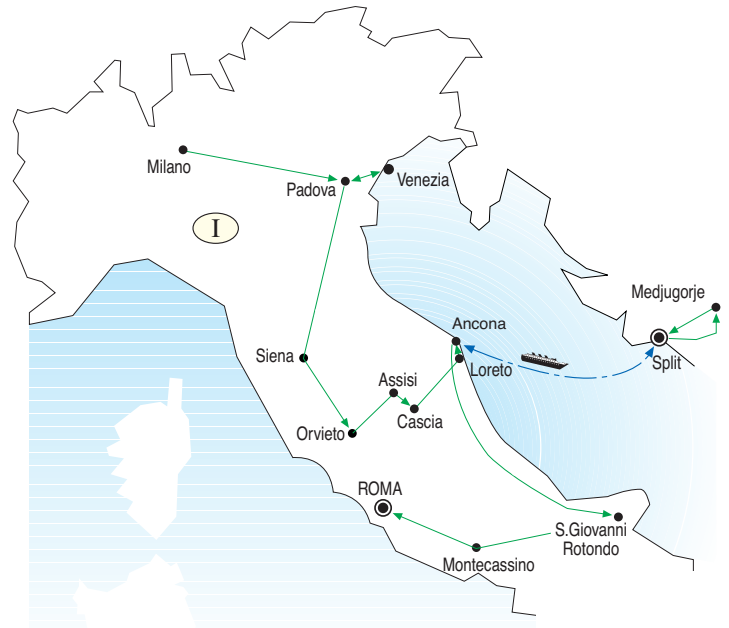 Milano
Padova
Venezia
I
Medjugorje
Ancona
Split
Siena
Loreto
Assisi
Cascia
Orvieto
ROMA
S.Giovanni
Rotondo
Montecassino